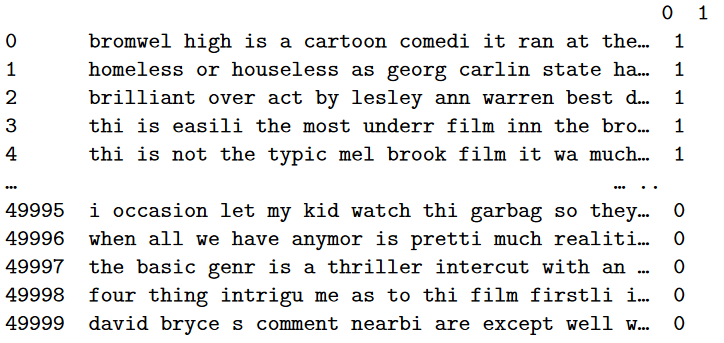 0 1
0 bromwel high is a cartoon comedi it ran at the… 1
1 homeless or houseless as georg carlin state ha… 1
2 brilliant over act by lesley ann warren best d… 1
3 thi is easili the most underr film inn the bro… 1
4 thi is not the typic mel brook film it wa much… 1
… … ..
49995 i occasion let my kid watch thi garbag so they… 0
49996 when all we have anymor is pretti much realiti… 0
49997 the basic genr is a thriller intercut with an … 0
49998 four thing intrigu me as to thi film firstli i… 0
49999 david bryce s comment nearbi are except well w… 0